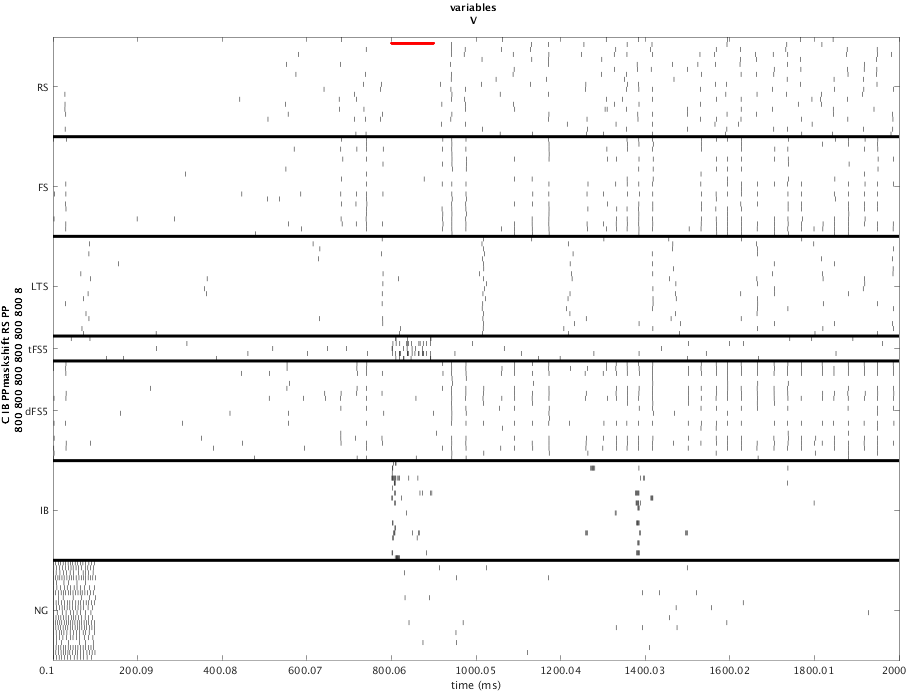 variables
V
RS
FS
LTS
tFS5
dFS5
IB
NG
C IB PPmaskshift RS PP
800 800 800 800 800 800 8
0.1 200.09 400.08 600.07 800.06 1000.05 1200.04 1400.03 1600.02 1800.01 2000
time (ms)